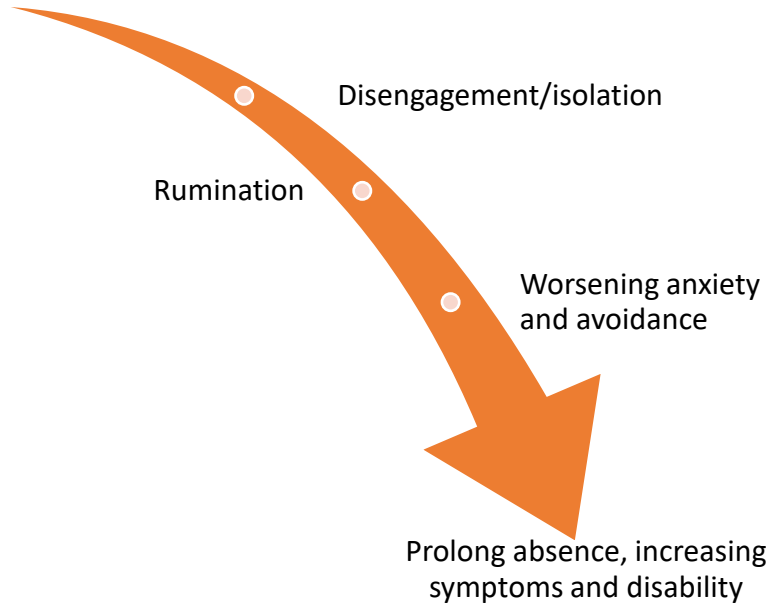 Disengagement/isolation
Rumination
Worsening anxiety
and avoidance
Prolong absence, increasing
symptoms and disability